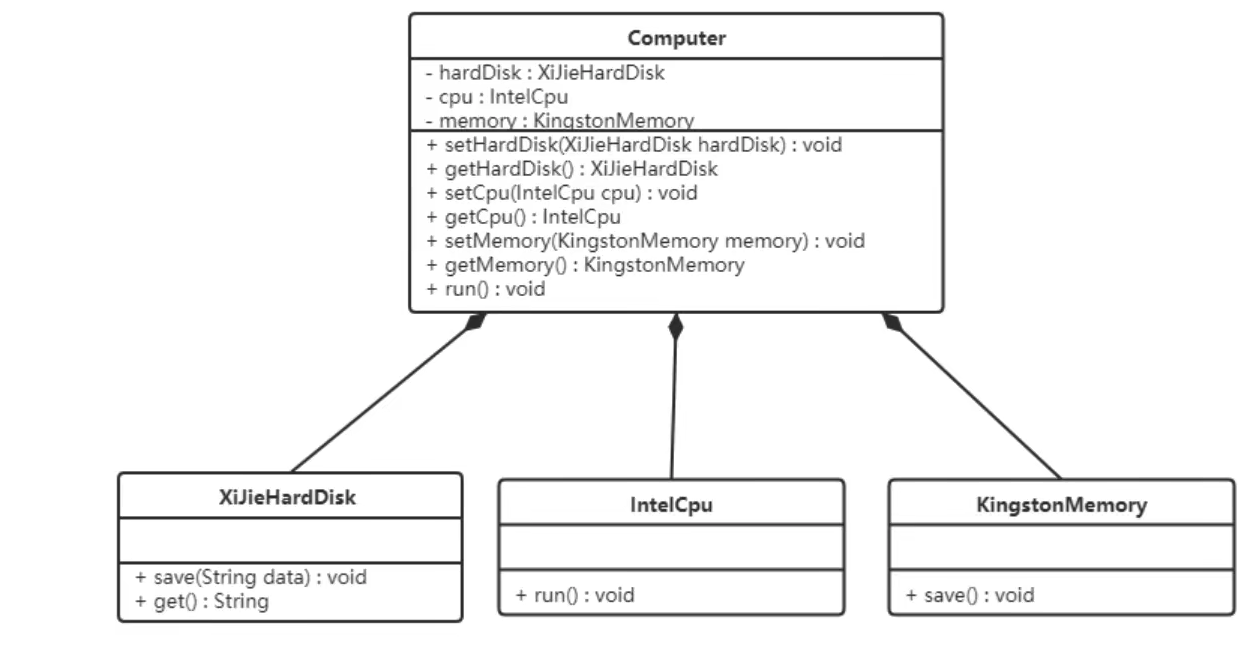 Computer
- hardDisk : XiJieHardDisk
- cpu : IntelCpu
- memory : KingstonMemory
+ setHardDisk(XiJieHardDisk hardDisk) : void
+ getHardDisk() : XiJieHardDisk
+ setCpu(IntelCpu cpu) : void
+ getCpu() : IntelCpu
+ setMemory(KingstonMemory memory) : void
+ getMemory() : KingstonMemory
+ run() : void
XiJieHardDisk
+ save(String data) : void
+ get() : String
IntelCpu
+ run() : void
KingstonMemory
+ save() : void